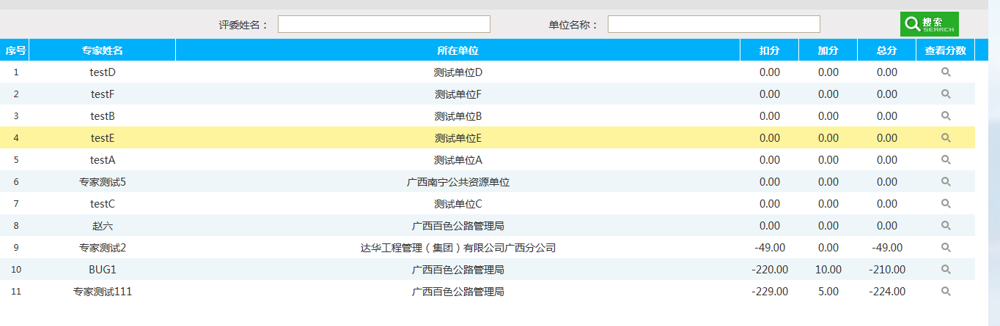 评委姓名： 单位名称： 搜索 SEARCH
序号 专家姓名 所在单位 扣分 加分 总分 查看分数
1 testD 测试单位D 0.00 0.00 0.00
2 testF 测试单位F 0.00 0.00 0.00
3 testB 测试单位B 0.00 0.00 0.00
4 testE 测试单位E 0.00 0.00 0.00
5 testA 测试单位A 0.00 0.00 0.00
6 专家测试5 广西南宁公共资源单位 0.00 0.00 0.00
7 testC 测试单位C 0.00 0.00 0.00
8 赵六 广西百色公路管理局 0.00 0.00 0.00
9 专家测试2 达华工程管理（集团）有限公司广西分公司 -49.00 0.00 -49.00
10 BUG1 广西百色公路管理局 -220.00 10.00 -210.00
11 专家测试111 广西百色公路管理局 -229.00 5.00 -224.00